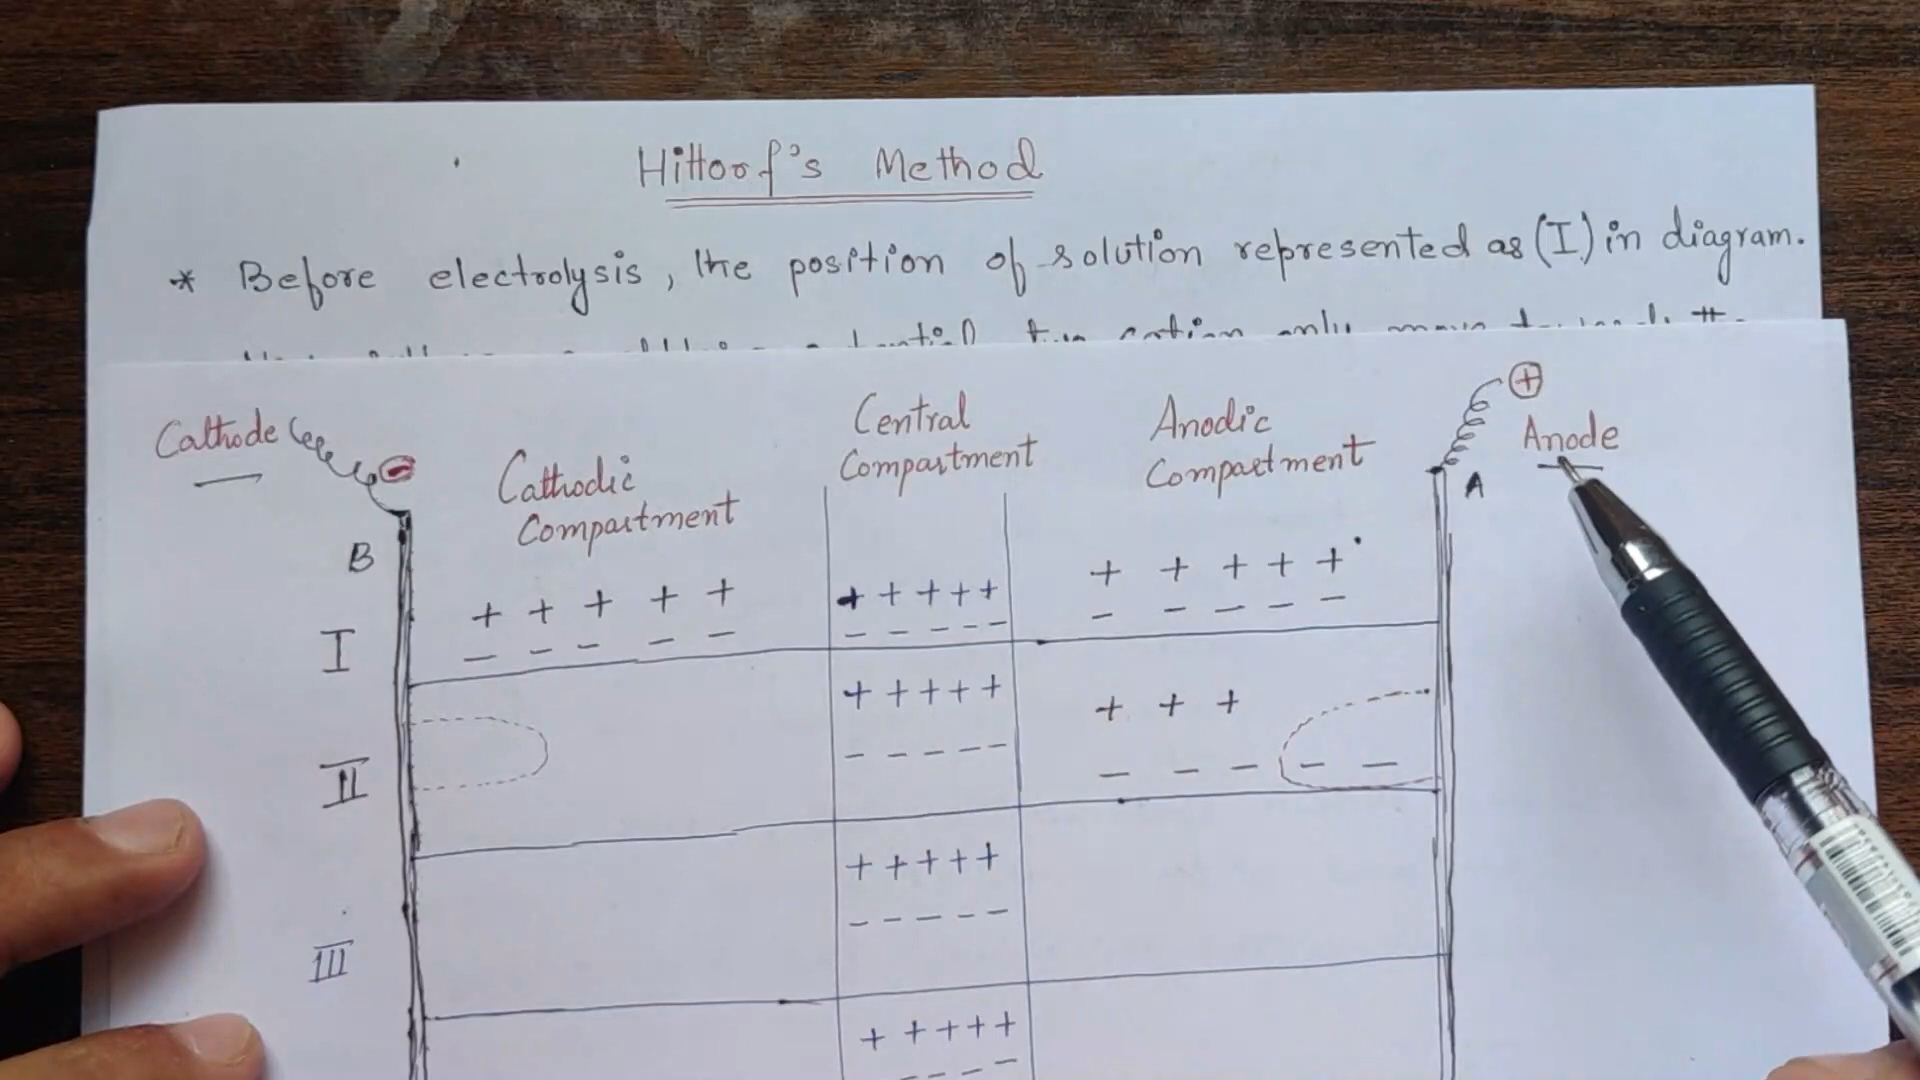 Hittorf's Method
* Before electrolysis, the position of solution represented as (I) in diagram.
Cathode
Cathodic
Compartment
Central
Compartment
Anodic
Compartment
Anode
⊕
⊖
A
B
+ + + + +
- - - - -
+ + + + +
- - - - -
+ + + + +
- - - - -
I
+ + + + +
- - - - -
+ + +
- - - - -
II
+ + + + +
- - - - -
III
+ + + + +